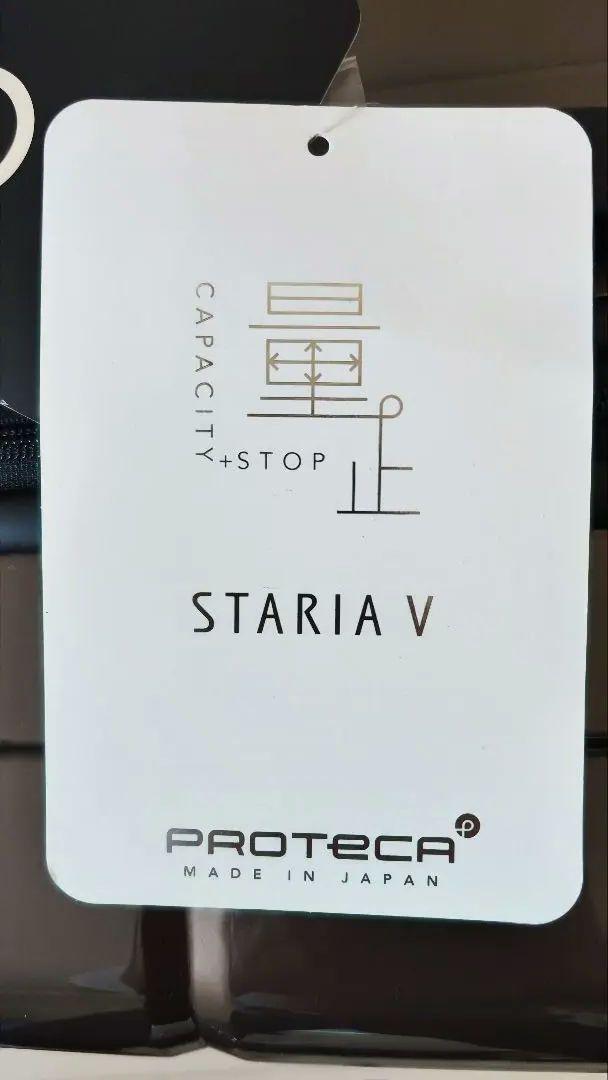 量
CAPACITY
+STOP
止
STARIA V
PROTeCA
MADE IN JAPAN